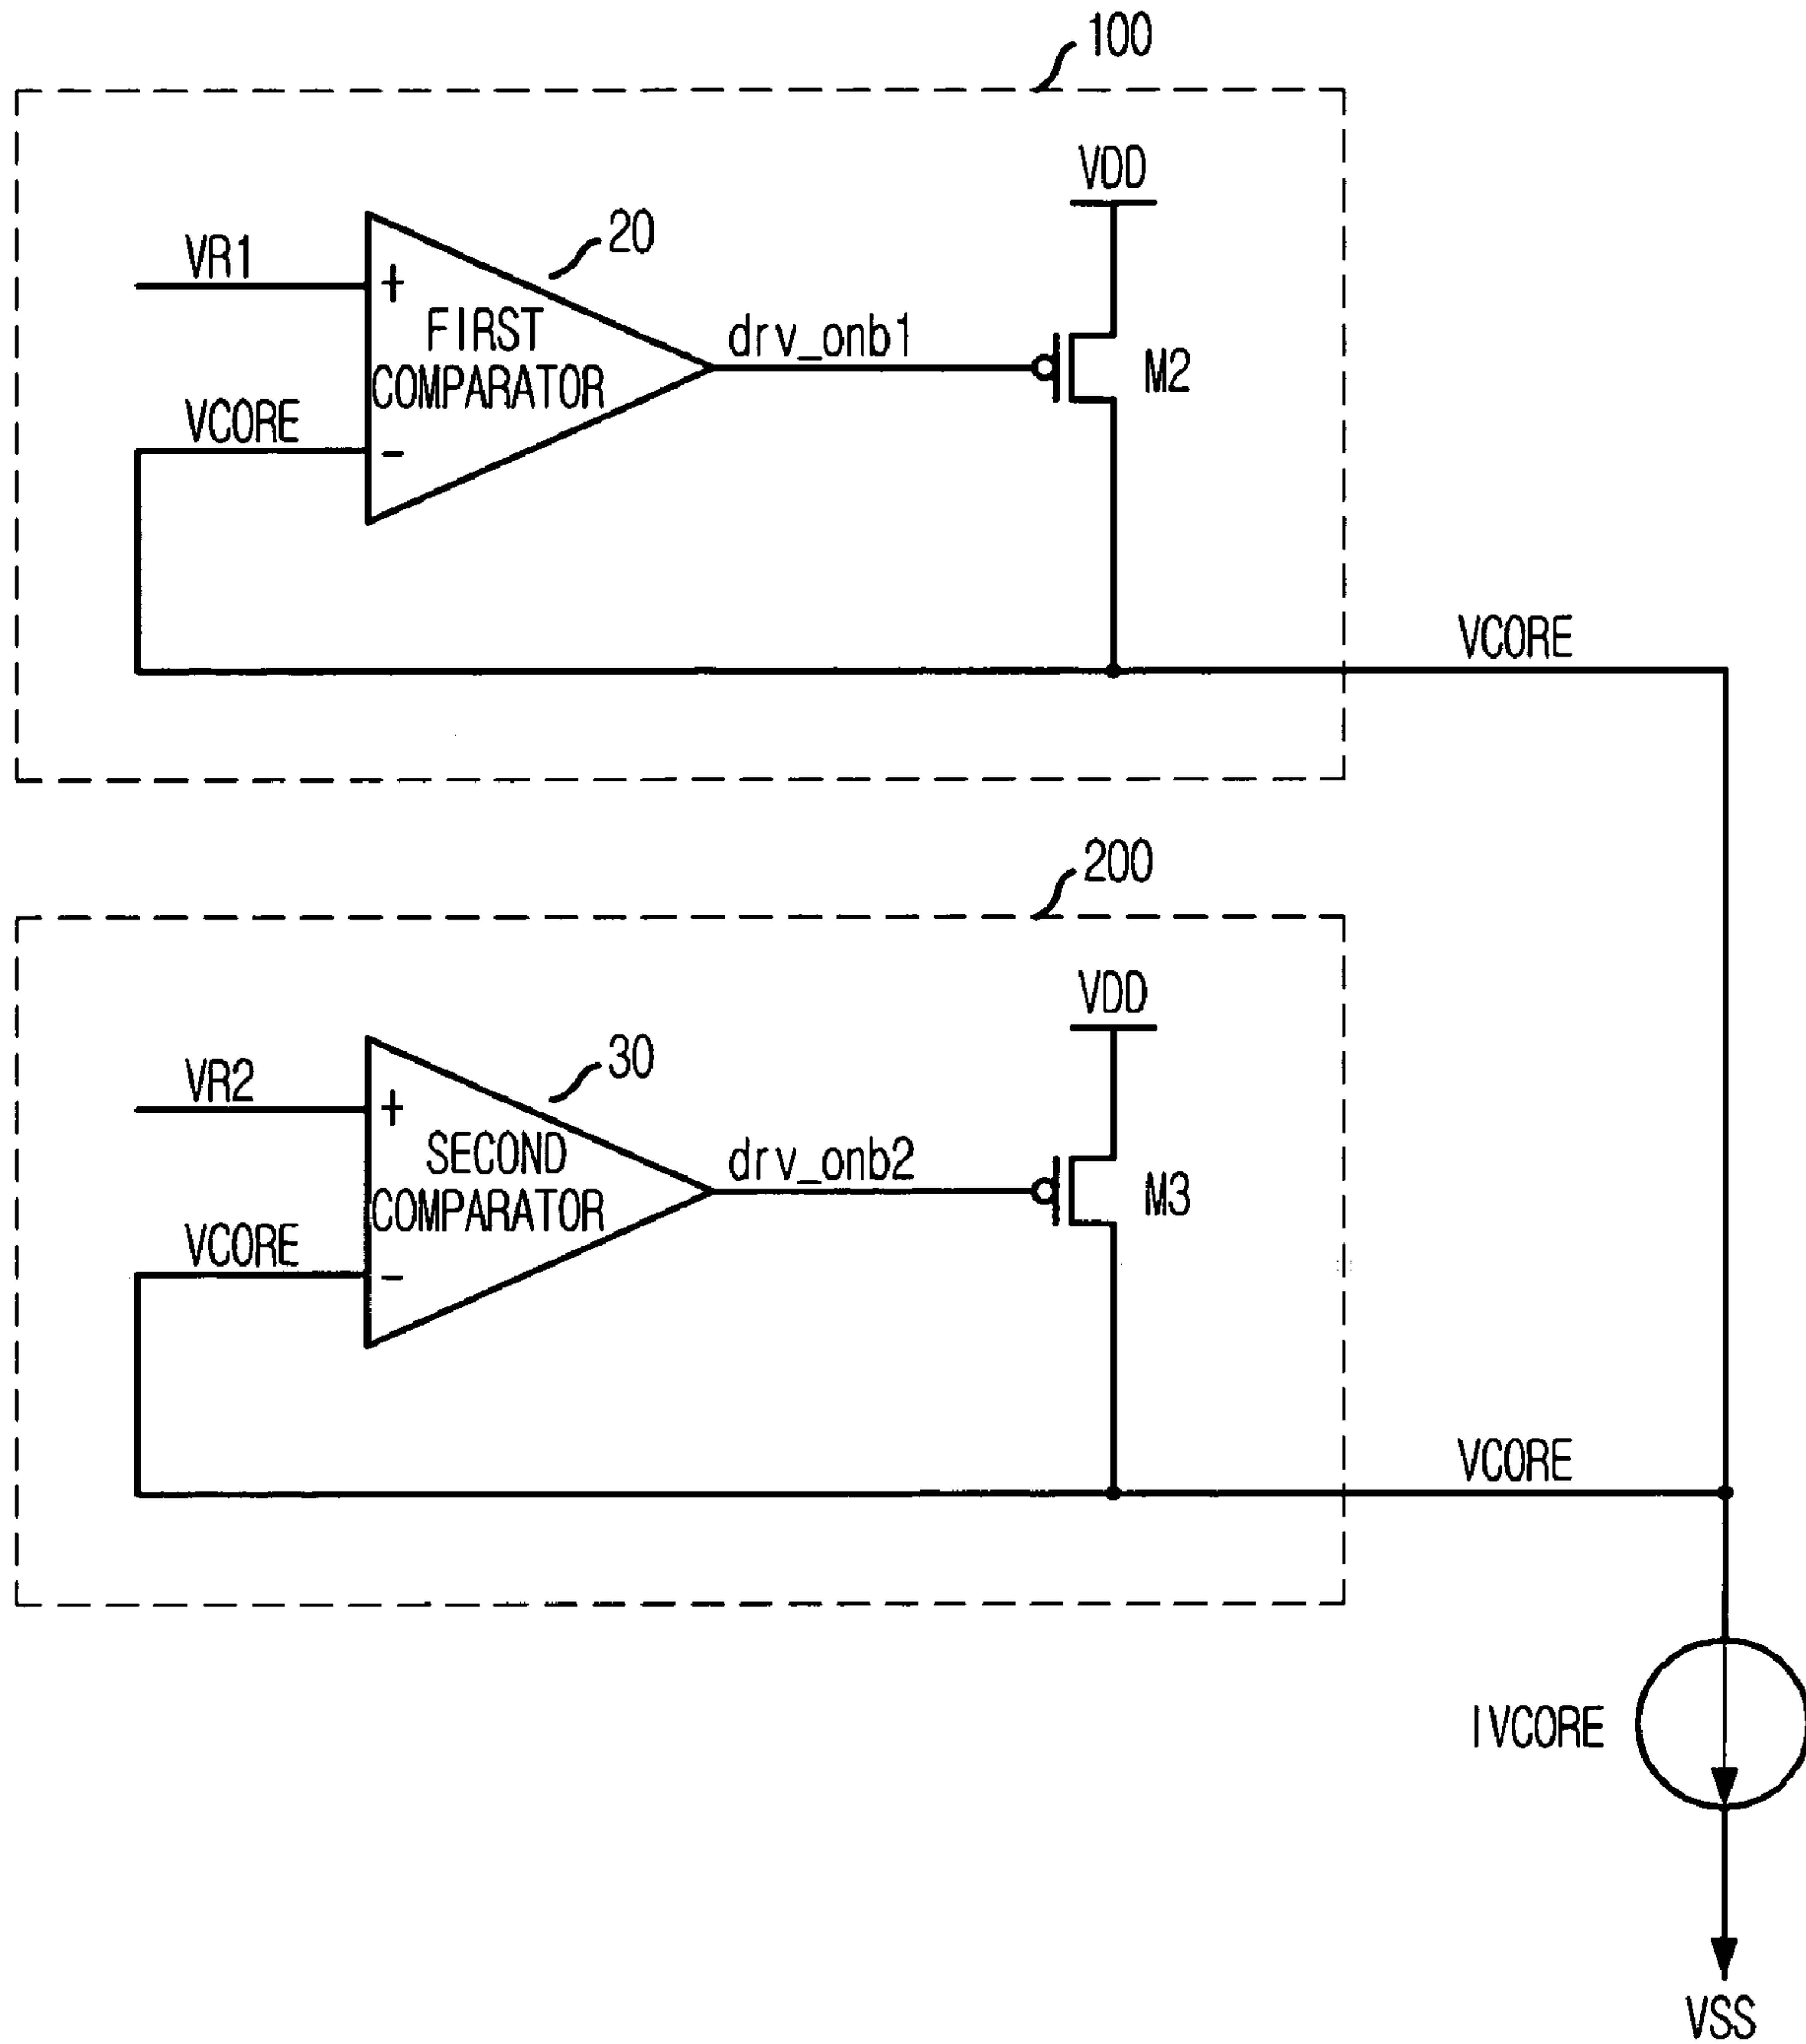 100
VDD
20
VR1
+
FIRST
COMPARATOR
drv_onb1
M2
VCORE
-
VCORE
200
VDD
30
VR2
+
SECOND
COMPARATOR
drv_onb2
M3
VCORE
-
VCORE
IVCORE
VSS